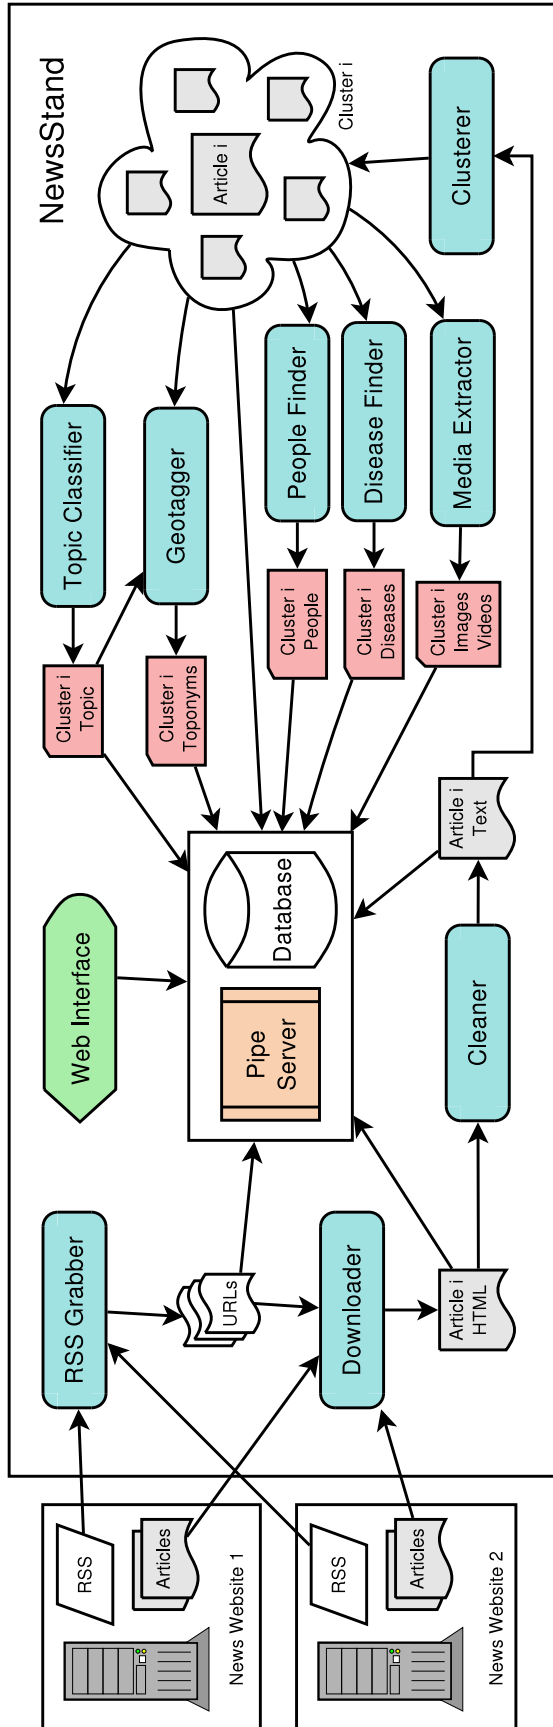 NewsStand
RSS
Articles
News Website 1
RSS
Articles
News Website 2
RSS Grabber
URLs
Downloader
Article i
HTML
Web Interface
Pipe
Server
Database
Cleaner
Article i
Text
Cluster i
Topic
Topic Classifier
Cluster i
Toponyms
Geotagger
Cluster i
People
People Finder
Cluster i
Diseases
Disease Finder
Cluster i
Images
Videos
Media Extractor
Article i
Cluster i
Clusterer